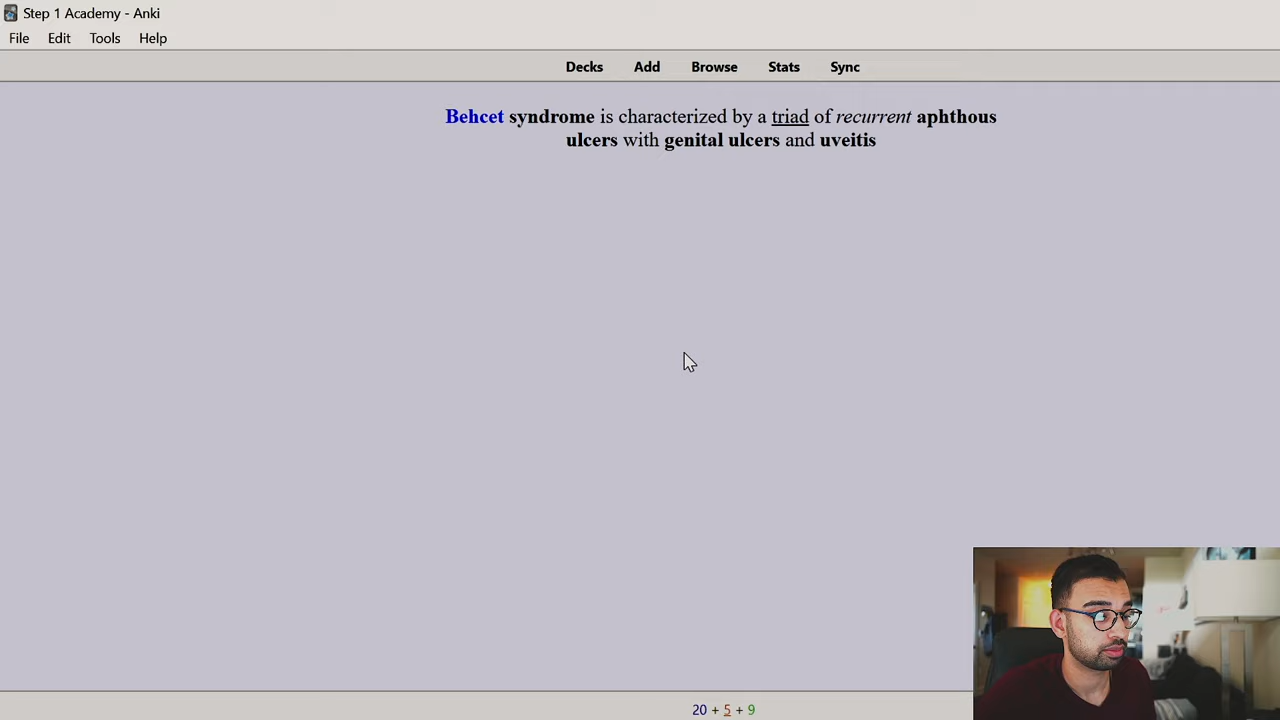 Step 1 Academy - Anki
File Edit Tools Help
Decks Add Browse Stats Sync
Behcet syndrome is characterized by a triad of recurrent aphthous
ulcers with genital ulcers and uveitis
20 + 5 + 9